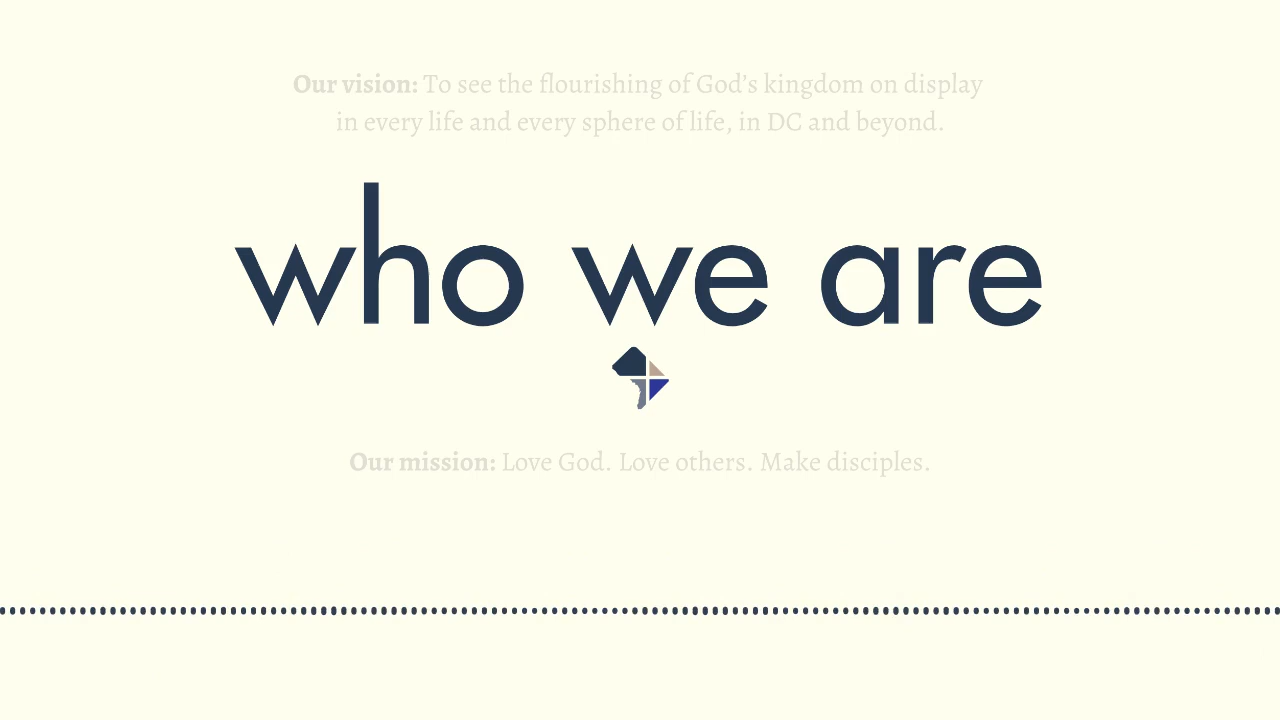 Our vision: To see the flourishing of God's kingdom on display
in every life and every sphere of life, in DC and beyond.
who we are
Our mission: Love God. Love others. Make disciples.